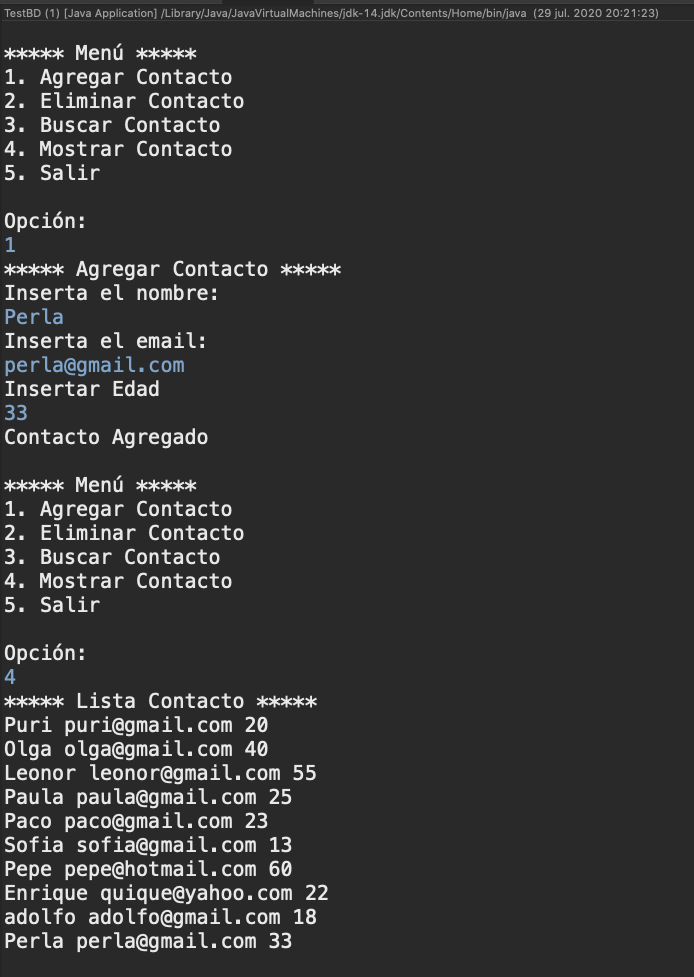 TestBD (1) [Java Application] /Library/Java/JavaVirtualMachines/jdk-14.jdk/Contents/Home/bin/java (29 jul. 2020 20:21:23)
***** Menú *****
1. Agregar Contacto
2. Eliminar Contacto
3. Buscar Contacto
4. Mostrar Contacto
5. Salir
Opción:
1
***** Agregar Contacto *****
Inserta el nombre:
Perla
Inserta el email:
perla@gmail.com
Insertar Edad
33
Contacto Agregado
***** Menú *****
1. Agregar Contacto
2. Eliminar Contacto
3. Buscar Contacto
4. Mostrar Contacto
5. Salir
Opción:
4
***** Lista Contacto *****
Puri puri@gmail.com 20
Olga olga@gmail.com 40
Leonor leonor@gmail.com 55
Paula paula@gmail.com 25
Paco paco@gmail.com 23
Sofia sofia@gmail.com 13
Pepe pepe@hotmail.com 60
Enrique quique@yahoo.com 22
adolfo adolfo@gmail.com 18
Perla perla@gmail.com 33